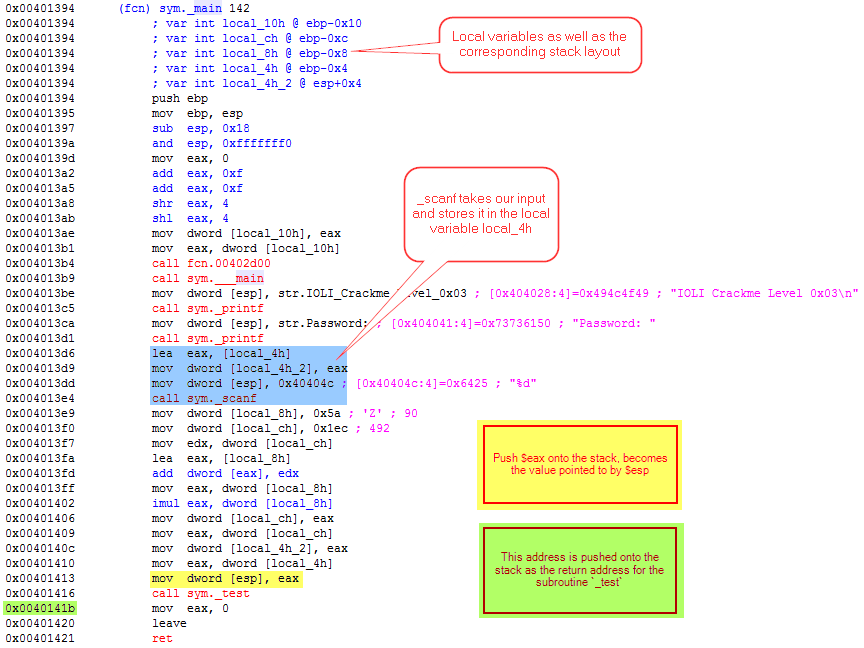 0x00401394 (fcn) sym._main 142
0x00401394 ; var int local_10h @ ebp-0x10
0x00401394 ; var int local_ch @ ebp-0xc
0x00401394 ; var int local_8h @ ebp-0x8
0x00401394 ; var int local_4h @ ebp-0x4
0x00401394 ; var int local_4h_2 @ esp+0x4
0x00401394 push ebp
0x00401395 mov ebp, esp
0x00401397 sub esp, 0x18
0x0040139a and esp, 0xfffffff0
0x0040139d mov eax, 0
0x004013a2 add eax, 0xf
0x004013a5 add eax, 0xf
0x004013a8 shr eax, 4
0x004013ab shl eax, 4
0x004013ae mov dword [local_10h], eax
0x004013b1 mov eax, dword [local_10h]
0x004013b4 call fcn.00402d00
0x004013b9 call sym.___main
0x004013be mov dword [esp], str.IOLI_Crackme_ evel_0x03 ; [0x404028:4]=0x494c4f49 ; "IOLI Crackme Level 0x03\n"
0x004013c5 call sym._printf
0x004013ca mov dword [esp], str.Password: ; [0x404041:4]=0x73736150 ; "Password: "
0x004013d1 call sym._printf
0x004013d6 lea eax, [local_4h]
0x004013d9 mov dword [local_4h_2], eax
0x004013dd mov dword [esp], 0x40404c ; [0x40404c:4]=0x6425 ; "%d"
0x004013e4 call sym._scanf
0x004013e9 mov dword [local_8h], 0x5a ; 'Z' ; 90
0x004013f0 mov dword [local_ch], 0x1ec ; 492
0x004013f7 mov edx, dword [local_ch]
0x004013fa lea eax, [local_8h]
0x004013fd add dword [eax], edx
0x004013ff mov eax, dword [local_8h]
0x00401402 imul eax, dword [local_8h]
0x00401406 mov dword [local_ch], eax
0x00401409 mov eax, dword [local_ch]
0x0040140c mov dword [local_4h_2], eax
0x00401410 mov eax, dword [local_4h]
0x00401413 mov dword [esp], eax
0x00401416 call sym._test
0x0040141b mov eax, 0
0x00401420 leave
0x00401421 ret
Local variables as well as the
corresponding stack layout
_scanf takes our input
and stores it in the local
variable local_4h
Push $eax onto the stack, becomes
the value pointed to by $esp
This address is pushed onto the
stack as the return address for the
subroutine `_test`